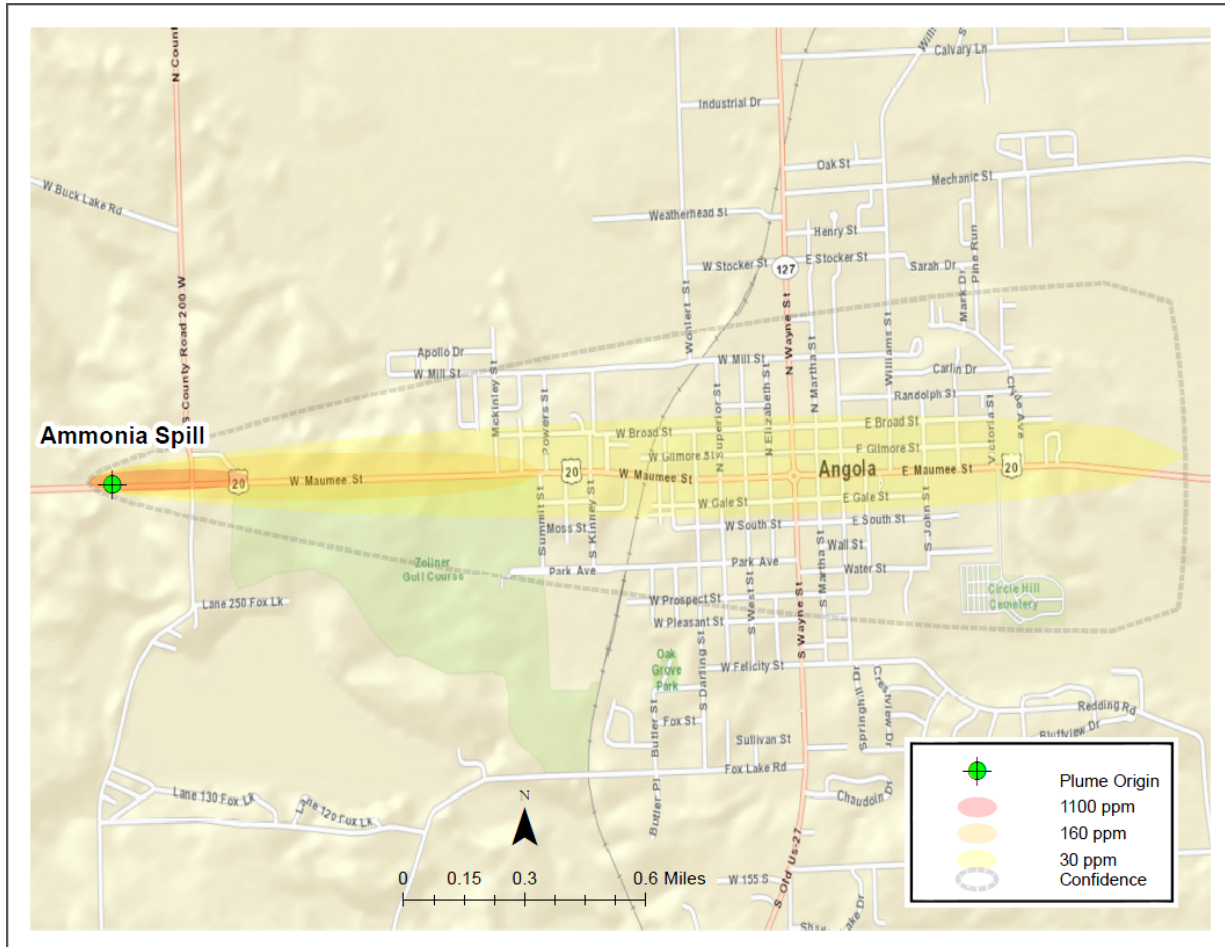 N Count
Calvary Ln
Industrial Dr
Oak St
Mechanic St
W Buck Lake Rd
Weatherhead St
Henry St
Pine Run
W Stocker St
E Stocker St
Sarah Dr
127
Mark Dr
S County Road 200 W
Wohlert St
N Wayne St
N Martha St
Williams St
Apollo Dr
W Mill St
W Mill St
Mckinley St
Carlin Dr
Randolph St
Powers St
N Superior St
N Elizabeth St
Victoria St
Ammonia Spill
W Broad St
E Broad St
W Gilmore St
E Gilmore St
20
W Maumee St
20
W Maumee St
Angola
E Maumee St
20
W Gale St
E Gale St
Summit St
S Kinney St
Moss St
W South St
E South St
S John St
Wall St
Zollner
Golf Course
Park Ave
Park Ave
Water St
S Martha St
S West St
Circle Hill
Cemetery
Lane 250 Fox Lk
W Prospect St
W Pleasant St
S Wayne St
Oak
Grove
Park
S Darling St
W Felicity St
Springhill Dr
Crestview Dr
Redding Rd
Bluffview Dr
Butler St
Fox St
Sullivan St
Fox Lake Rd
Lane 130 Fox Lk
Lane 120 Fox Lk
Butler Pl
Chaudoin Dr
W 155 S
S Old US-27
Lake Dr
N
0 0.15 0.3 0.6 Miles
Plume Origin
1100 ppm
160 ppm
30 ppm
Confidence